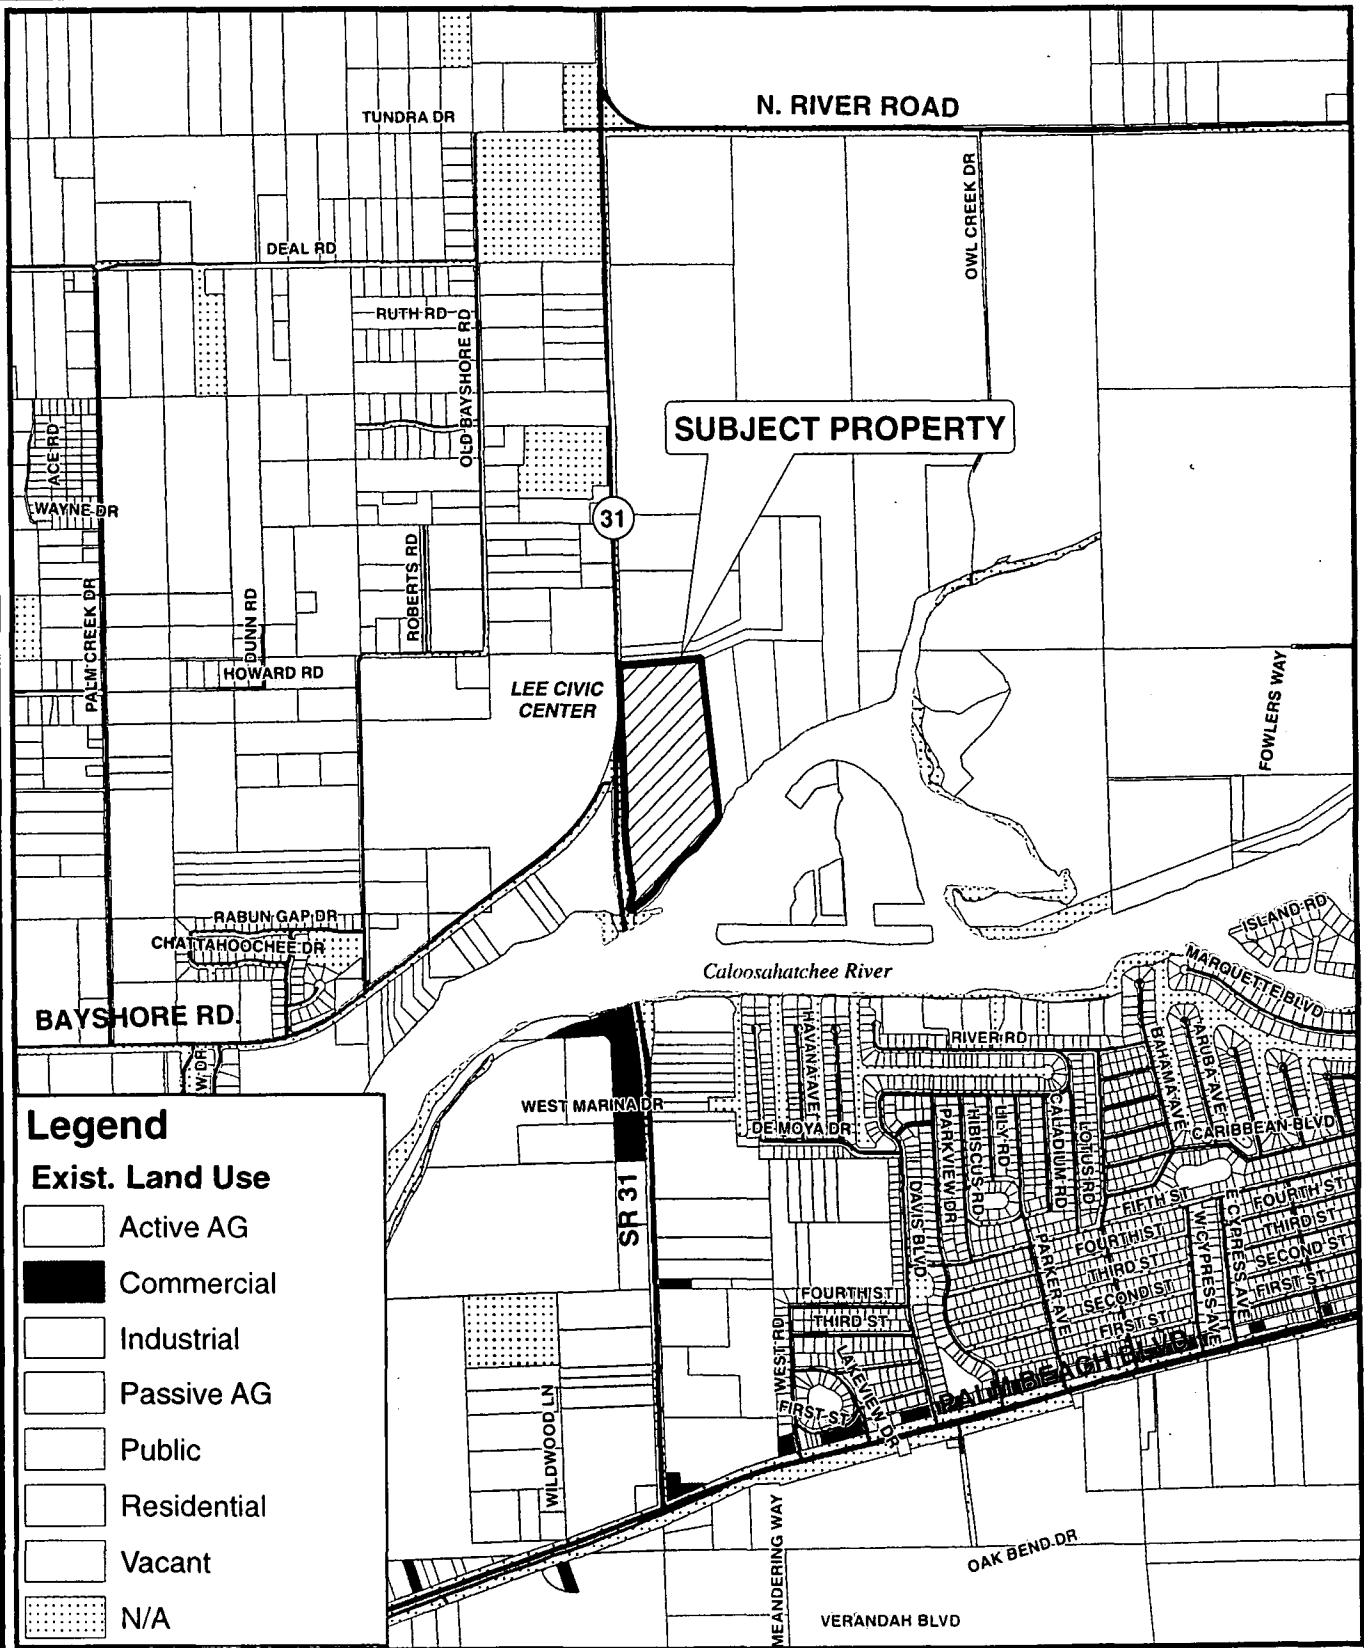 TUNDRA DR
N. RIVER ROAD
OWL CREEK DR
DEAL RD
RUTH RD
OLD BAYSHORE RD
SUBJECT PROPERTY
ACE RD
WAYNE DR
31
ROBERTS RD
PALM CREEK DR
DUNN RD
HOWARD RD
LEE CIVIC
CENTER
FOWLERS WAY
RABUN GAP DR
CHATTAHOOCHEE DR
ISLAND RD
MARQUETTE BLVD
Caloosahatchee River
BAYSHORE RD.
W DR
HAVANA AVE
RIVER RD
BAHAMA AVE
ARUBA AVE
WEST MARINA DR
DE MOYA DR
CARIBBEAN BLVD
PARKVIEW DR
HIBISCUS RD
LILY RD
CALADIUM RD
LOTUS RD
DAVIS BLVD
SR 31
FIFTH ST
FOURTH ST
THIRD ST
SECOND ST
FIRST ST
PARKER AVE
W CYPRESS AVE
E CYPRESS AVE
FOURTH ST
THIRD ST
SECOND ST
FIRST ST
FOURTH ST
THIRD ST
WEST RD
LAKEVIEW DR
FIRST ST
PALM BEACH BLVD
WILDWOOD LN
MEANDERING WAY
OAK BEND DR
VERANDAH BLVD
Legend
Exist. Land Use
Active AG
Commercial
Industrial
Passive AG
Public
Residential
Vacant
N/A